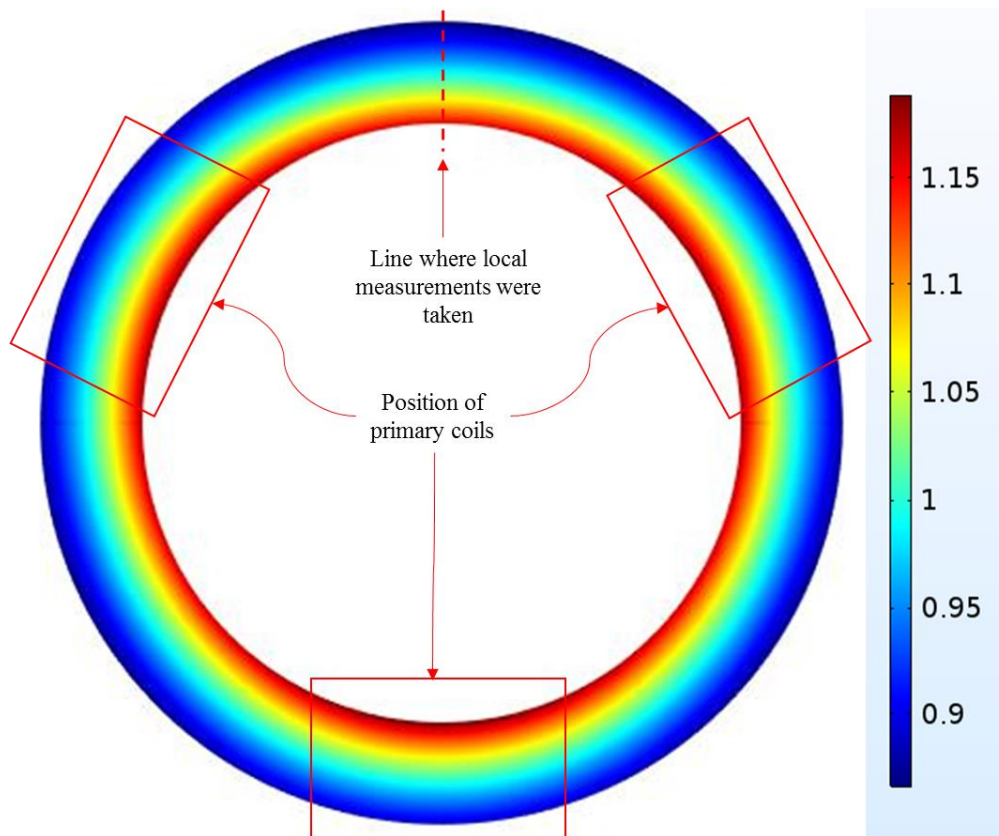 Line where local
measurements were
taken
Position of
primary coils
1.15
1.1
1.05
1
0.95
0.9